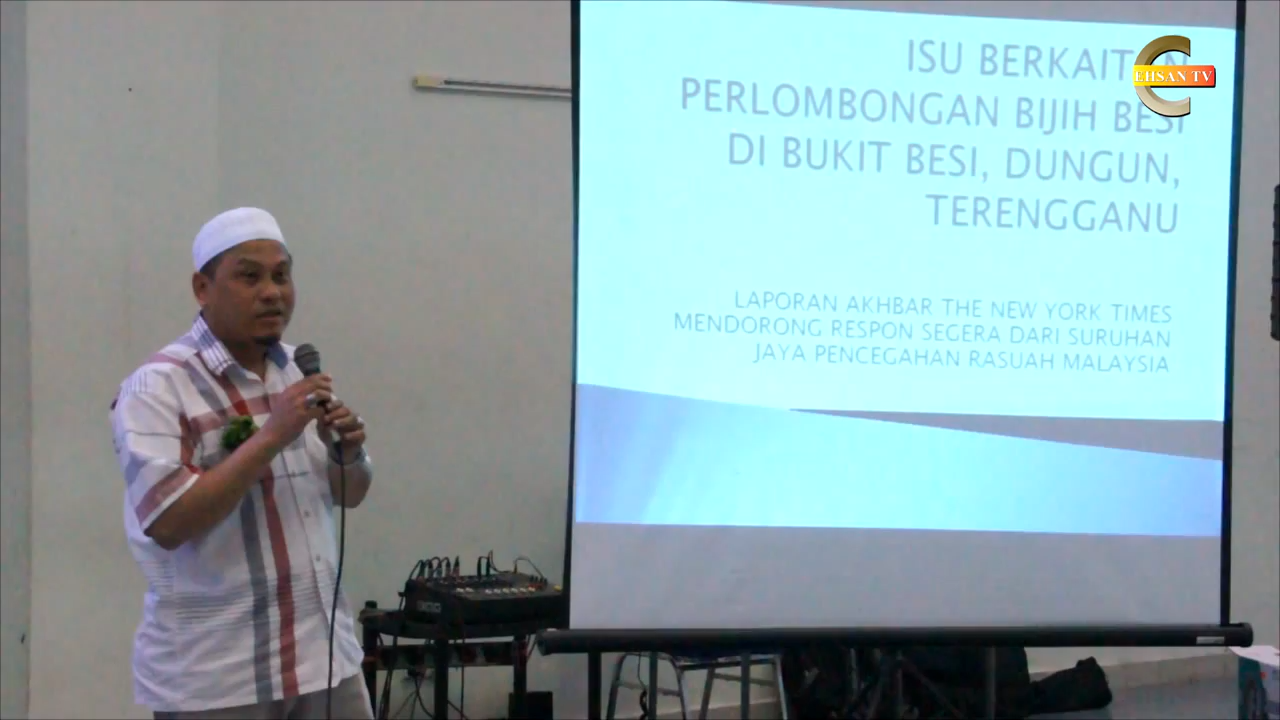 ISU BERKAITAN
PERLOMBONGAN BIJIH BESI
DI BUKIT BESI, DUNGUN,
TERENGGANU
LAPORAN AKHBAR THE NEW YORK TIMES
MENDORONG RESPON SEGERA DARI SURUHAN
JAYA PENCEGAHAN RASUAH MALAYSIA
EHSAN TV